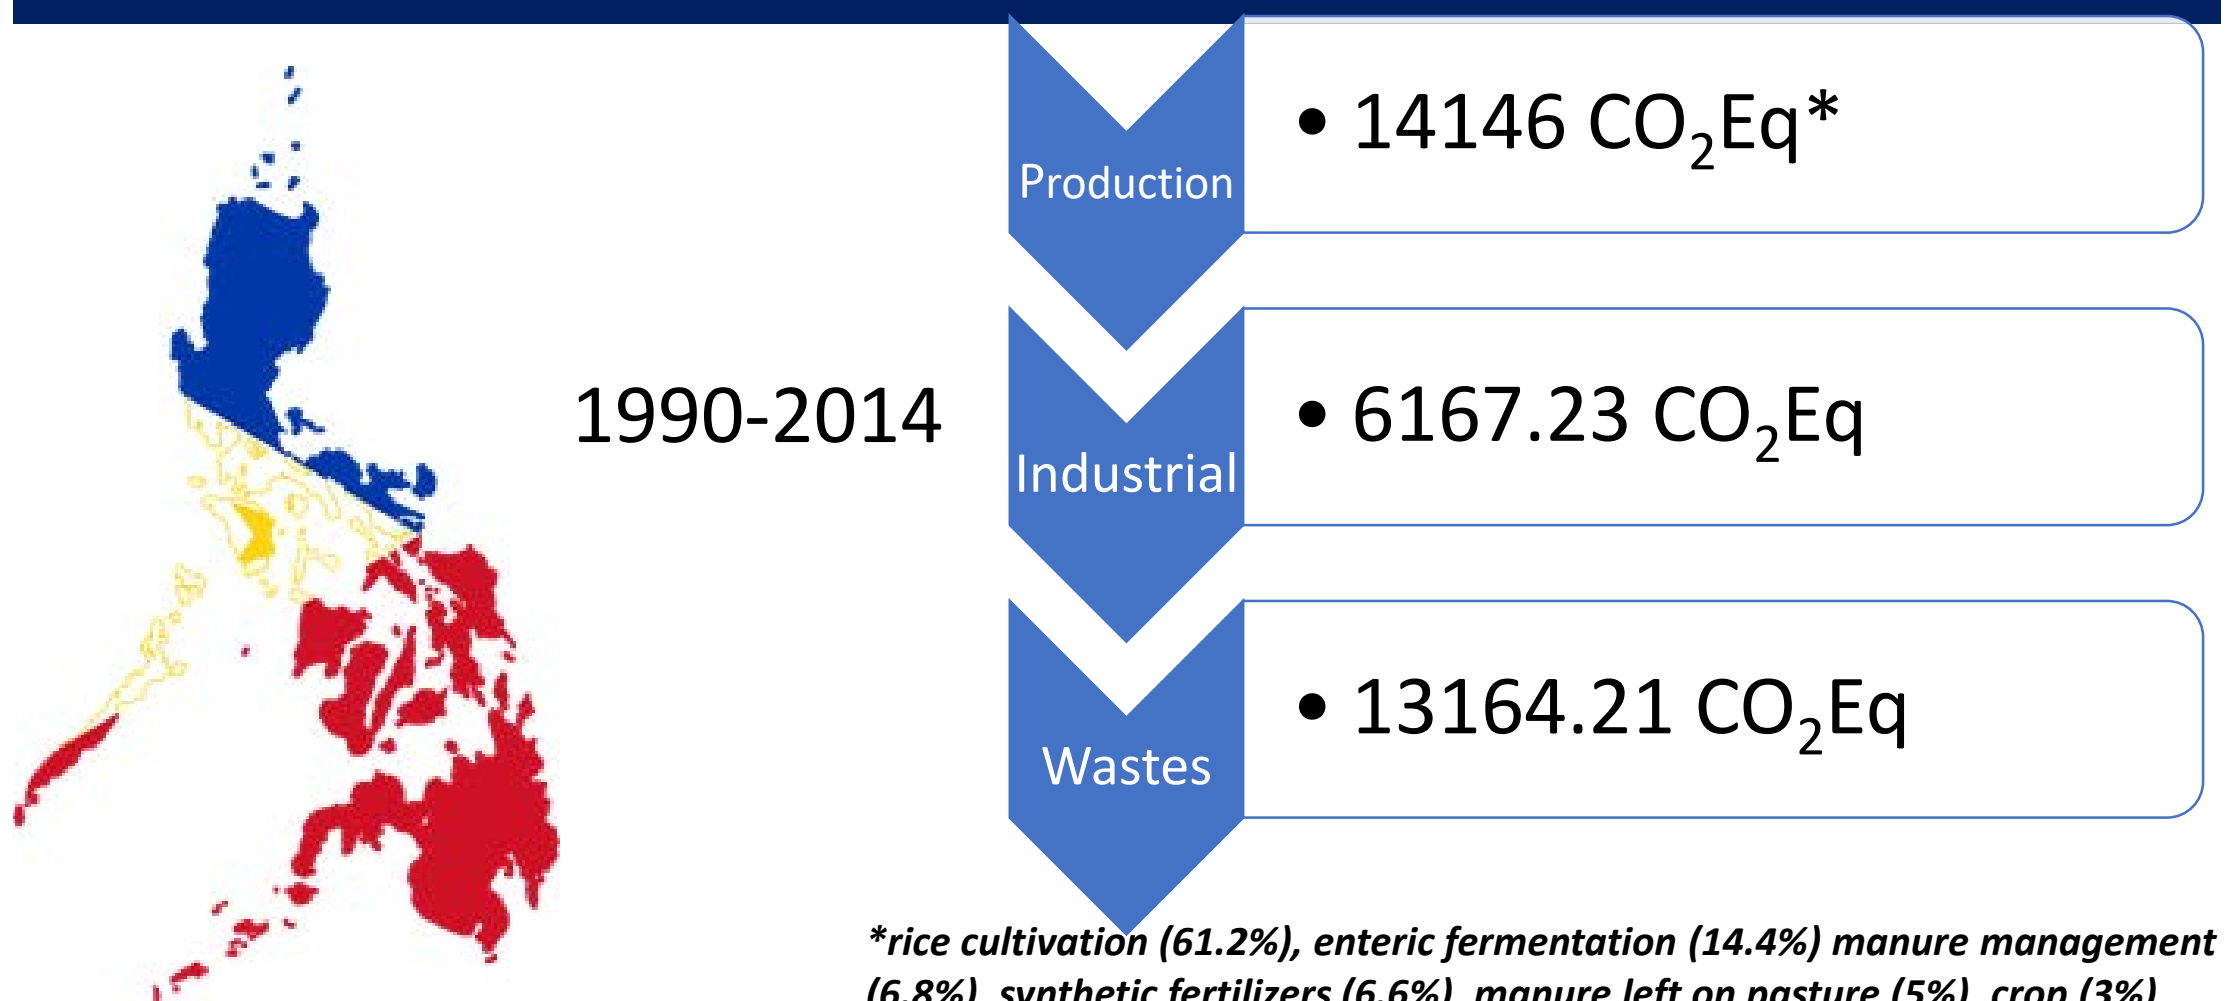 1990-2014
Production
• 14146 CO₂Eq*
Industrial
• 6167.23 CO₂Eq
Wastes
• 13164.21 CO₂Eq
*rice cultivation (61.2%), enteric fermentation (14.4%) manure management
(6.8%), synthetic fertilizers (6.6%), manure left on pasture (5%), crop (3%)